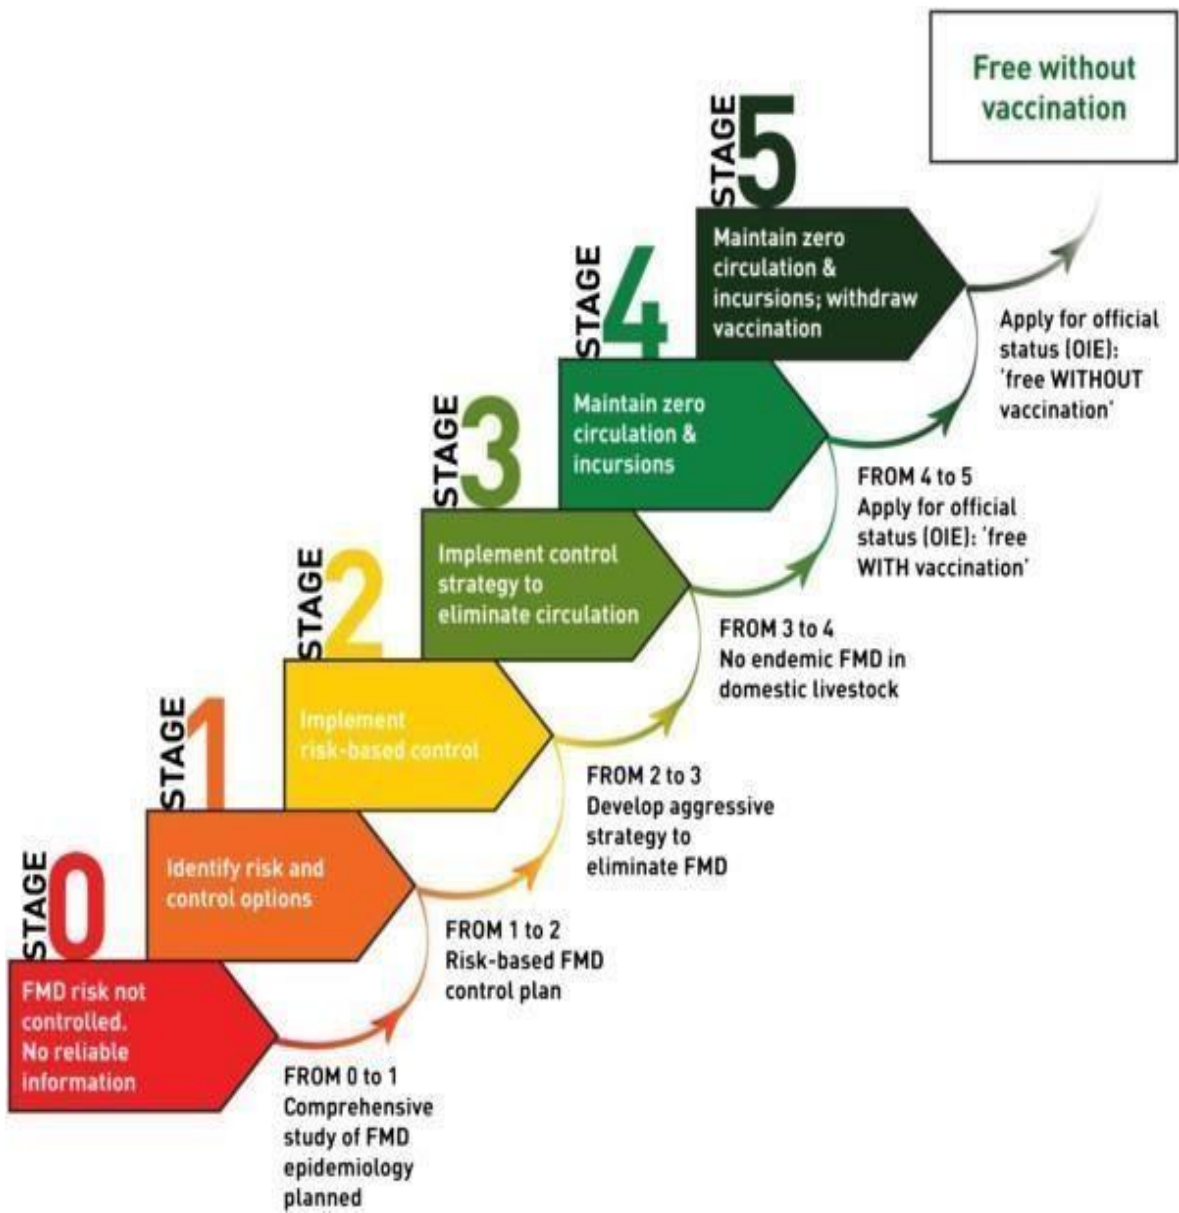 Free without
vaccination
STAGE 5
Maintain zero
circulation &
incursions; withdraw
vaccination
Apply for official
status (OIE):
'free WITHOUT
vaccination'
STAGE 4
Maintain zero
circulation &
incursions
FROM 4 to 5
Apply for official
status (OIE): 'free
WITH vaccination'
STAGE 3
Implement control
strategy to
eliminate circulation
FROM 3 to 4
No endemic FMD in
domestic livestock
STAGE 2
Implement
risk-based control
FROM 2 to 3
Develop aggressive
strategy to
eliminate FMD
STAGE 1
Identify risk and
control options
FROM 1 to 2
Risk-based FMD
control plan
STAGE 0
FMD risk not
controlled.
No reliable
information
FROM 0 to 1
Comprehensive
study of FMD
epidemiology
planned